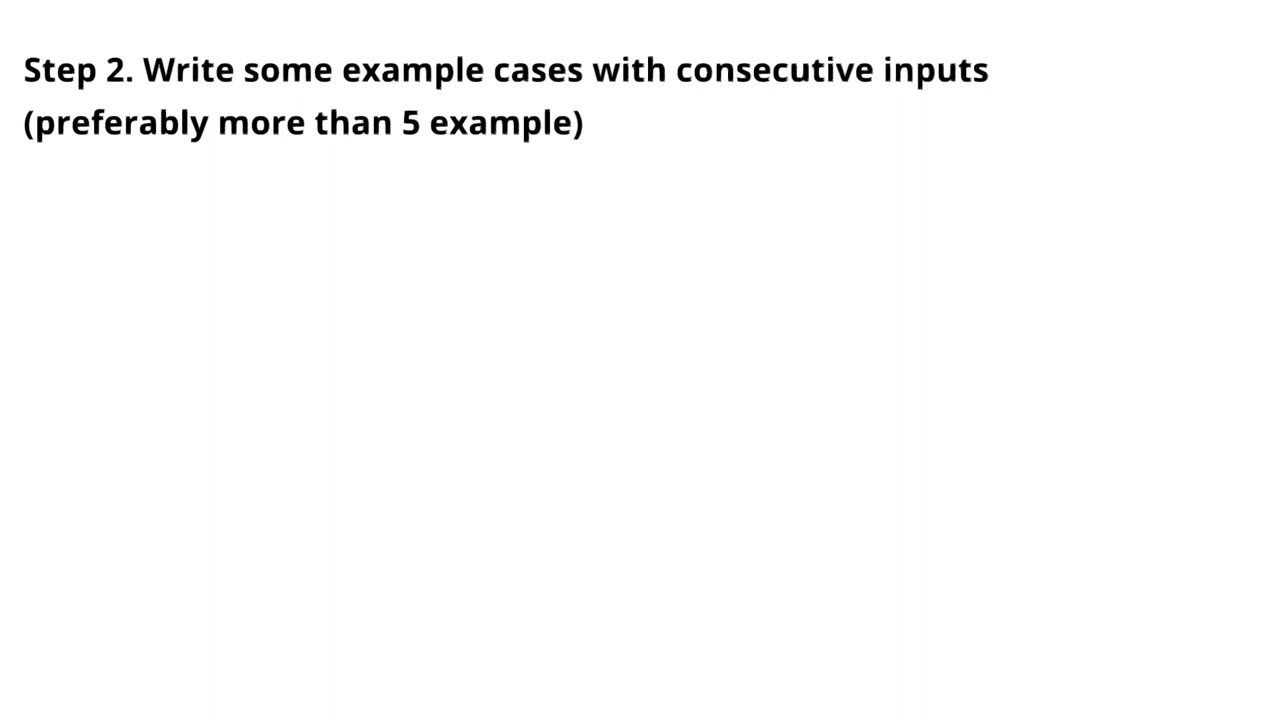 Step 2. Write some example cases with consecutive inputs
(preferably more than 5 example)